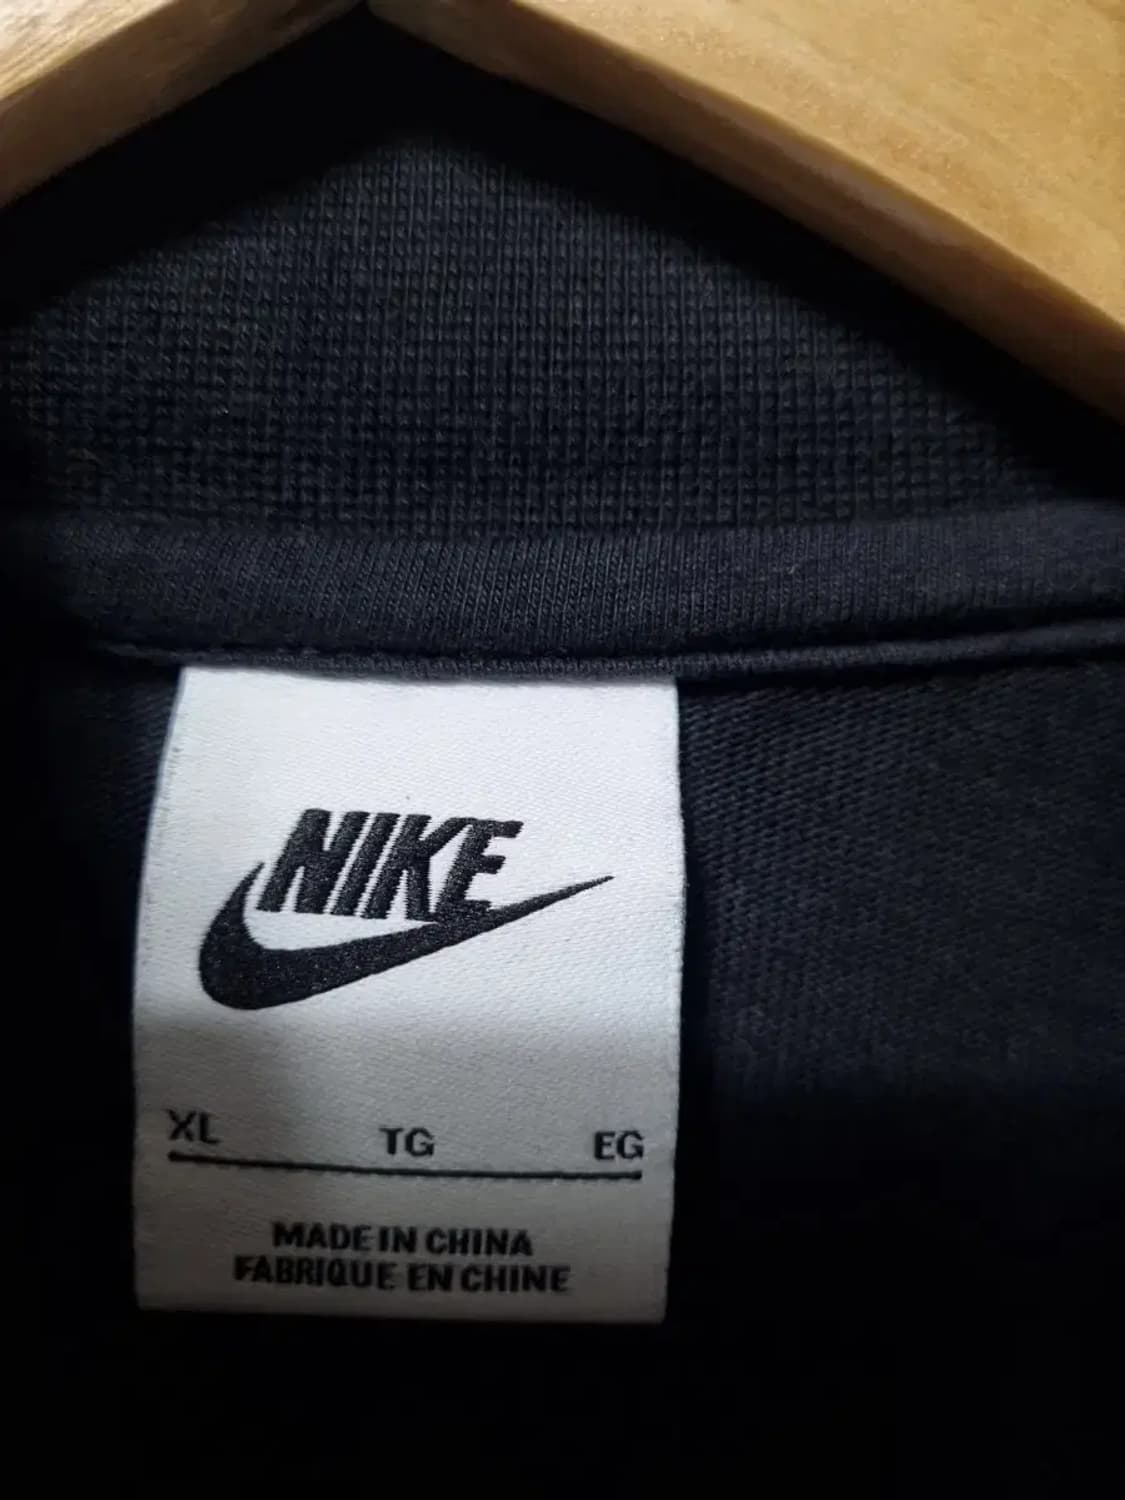 NIKE
XL TG EG
MADE IN CHINA
FABRIQUE EN CHINE